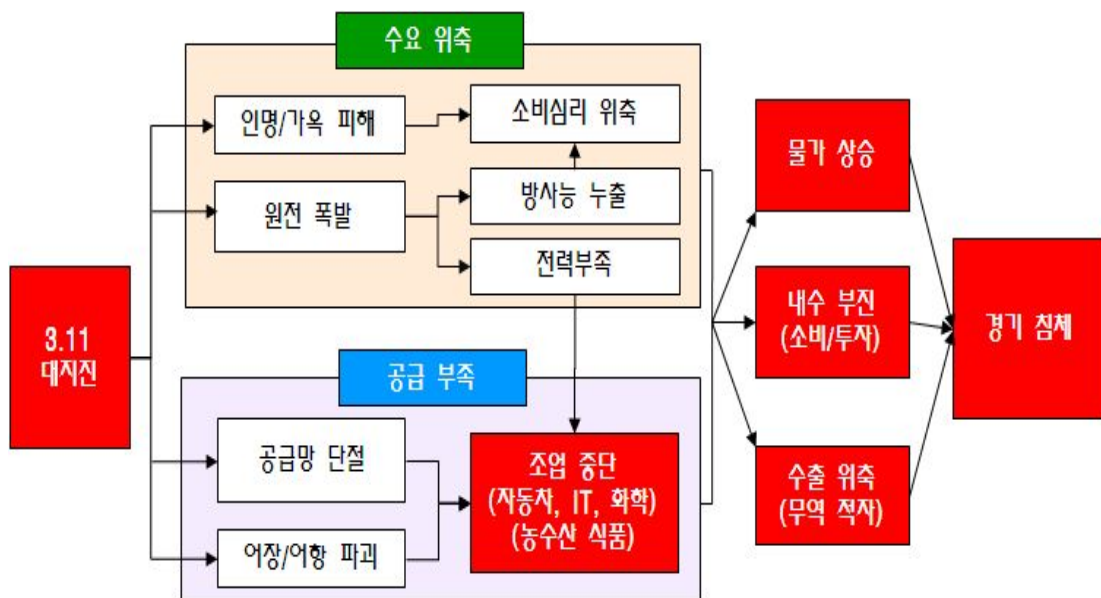 수요 위축
인명/가옥 피해
소비심리 위축
원전 폭발
방사능 누출
전력부족
3.11
대지진
공급 부족
공급망 단절
어장/어항 파괴
조업 중단
(자동차, IT, 화학)
(농수산 식품)
물가 상승
내수 부진
(소비/투자)
수출 위축
(무역 적자)
경기 침체